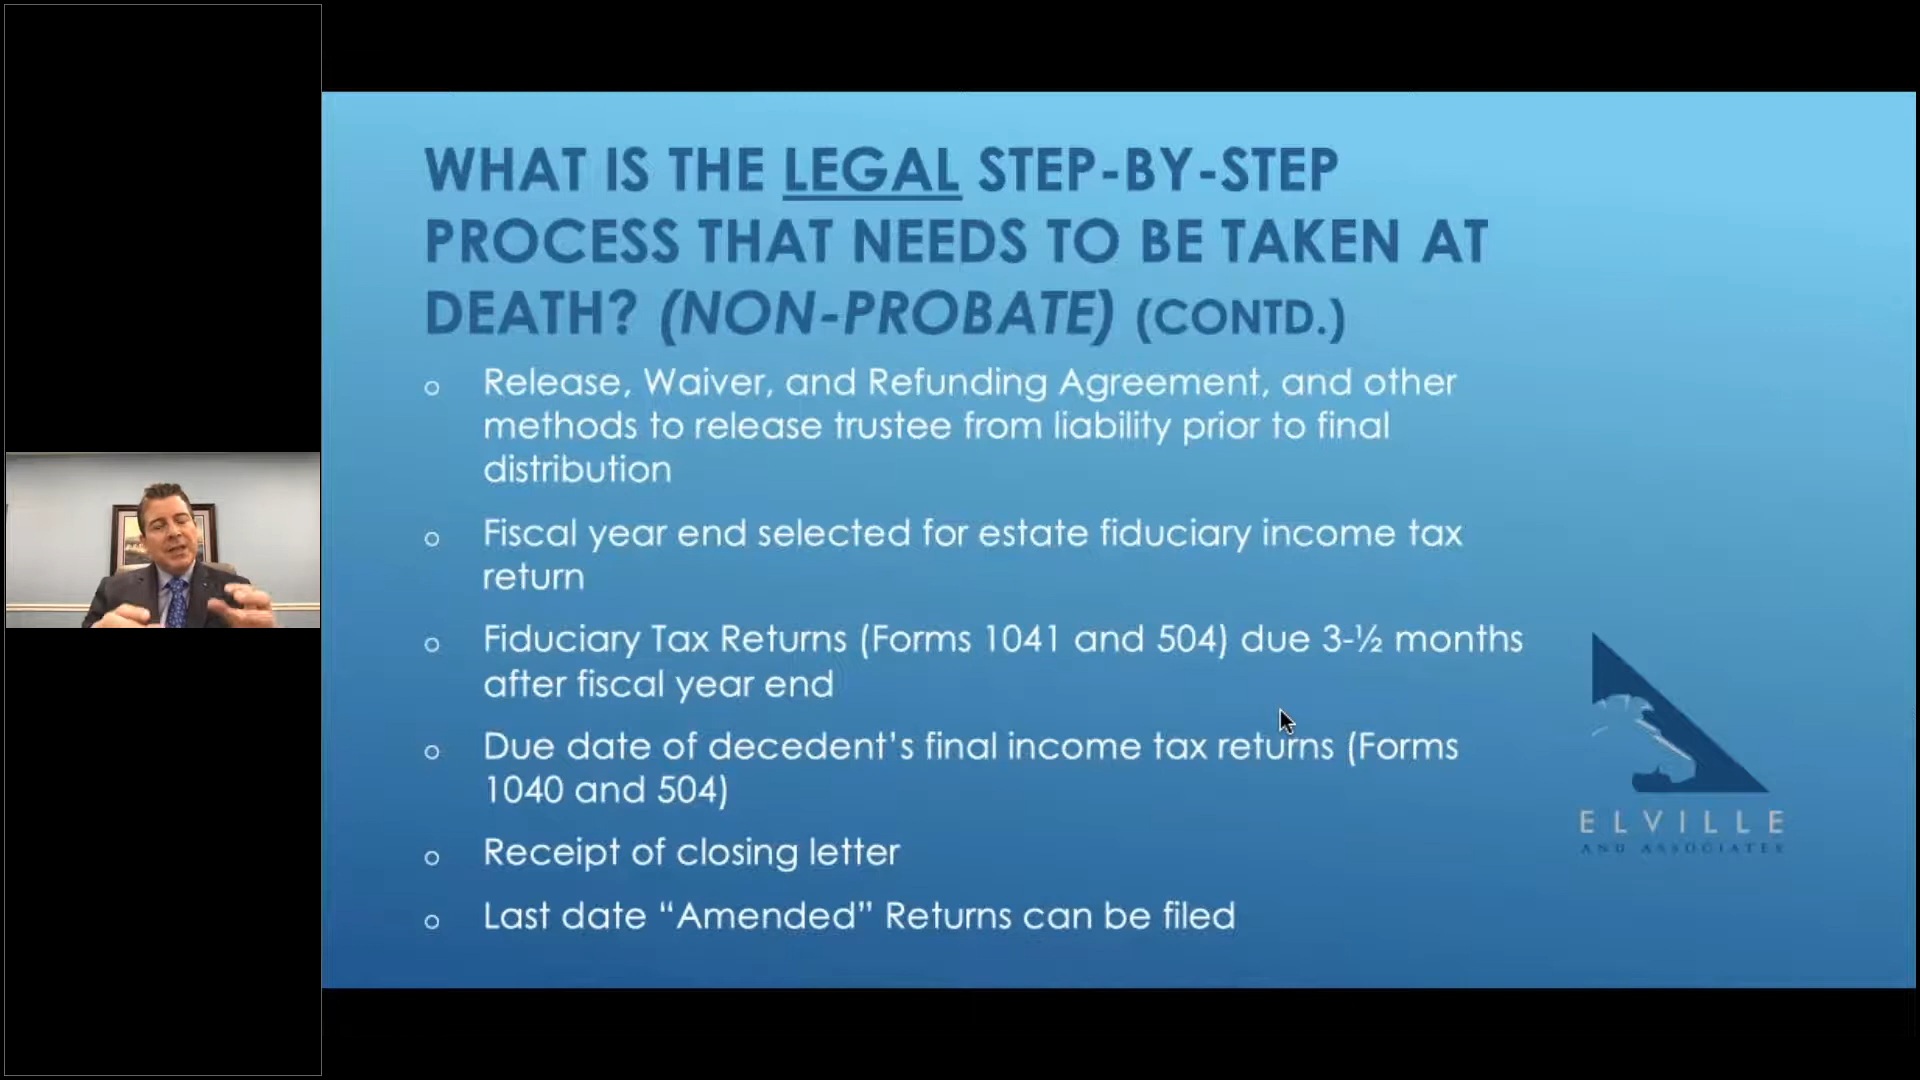 WHAT IS THE LEGAL STEP-BY-STEP
PROCESS THAT NEEDS TO BE TAKEN AT
DEATH? (NON-PROBATE) (CONTD.)
o Release, Waiver, and Refunding Agreement, and other
methods to release trustee from liability prior to final
distribution
o Fiscal year end selected for estate fiduciary income tax
return
o Fiduciary Tax Returns (Forms 1041 and 504) due 3-½ months
after fiscal year end
o Due date of decedent’s final income tax returns (Forms
1040 and 504)
o Receipt of closing letter
o Last date “Amended” Returns can be filed
ELVILLE
AND ASSOCIATES